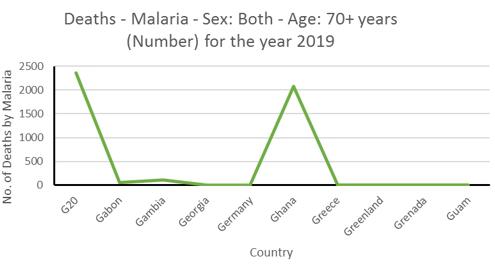 Deaths - Malaria - Sex: Both - Age: 70+ years
(Number) for the year 2019
No. of Deaths by Malaria
2500
2000
1500
1000
500
0
G20
Gabon
Gambia
Georgia
Germany
Ghana
Greece
Greenland
Grenada
Guam
Country